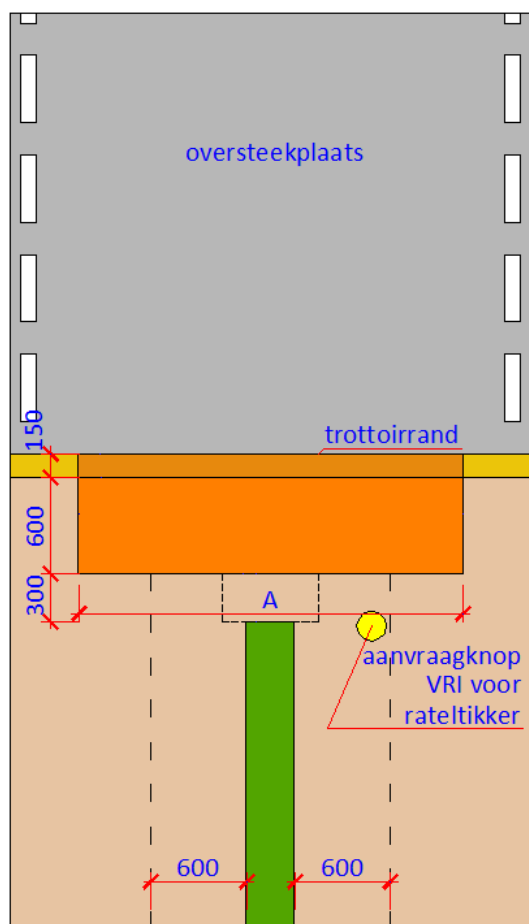 oversteekplaats
150
trottoirrand
600
300
A
aanvraagknop
VRI voor
rateltikker
600
600